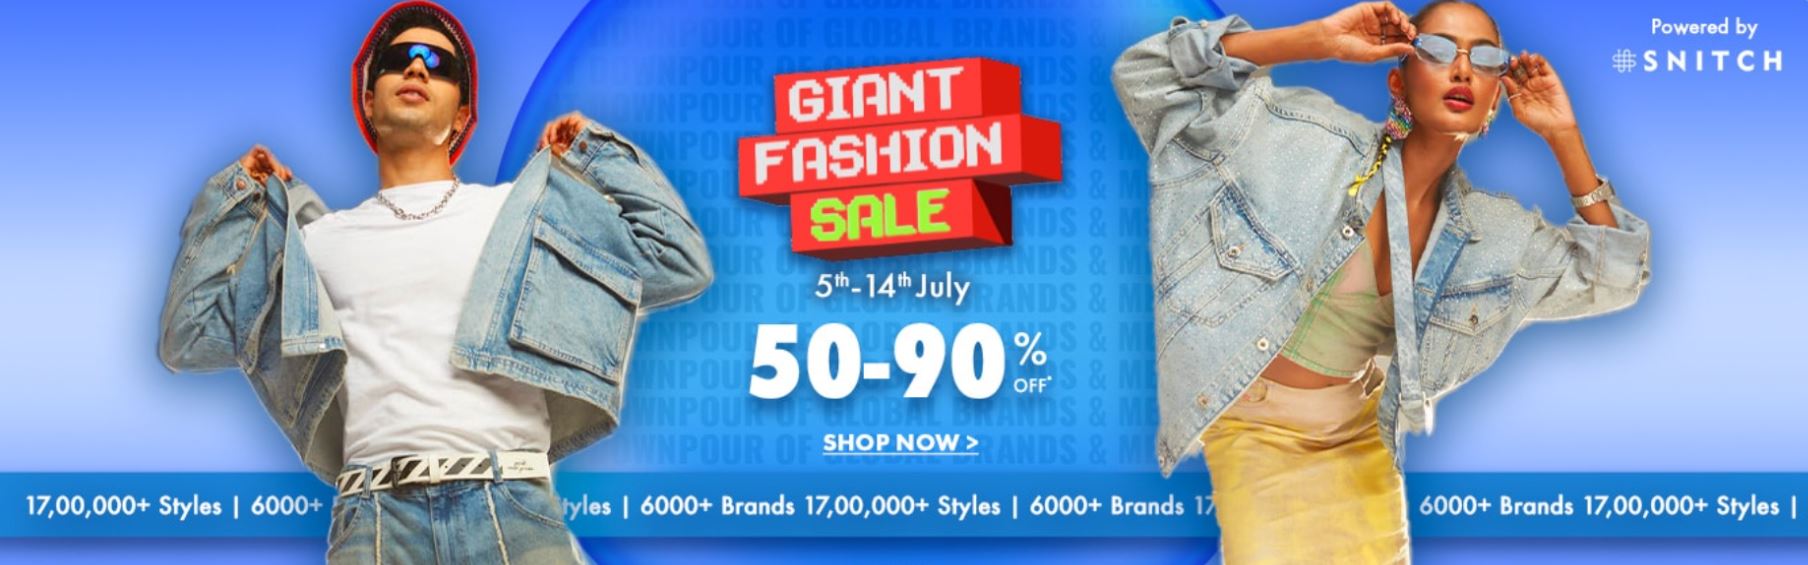 Powered by
SNITCH
GIANT
FASHION
SALE
5th-14th July
50-90% OFF*
SHOP NOW >
17,00,000+ Styles | 6000+
tyles | 6000+ Brands 17,00,000+ Styles | 6000+ Brands 17
6000+ Brands 17,00,000+ Styles |